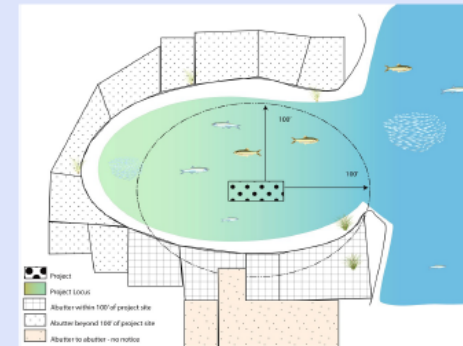 100'
100'
Project
Project Locus
Abutter within 100' of project site
Abutter beyond 100' of project site
Abutter to abutter - no notice